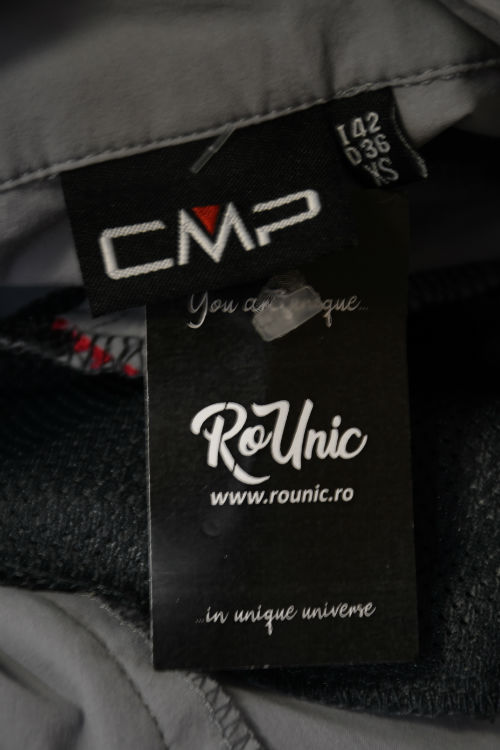 I42
D36
XS
CMP
You are unique...
RoUnic
www.rounic.ro
...in unique universe